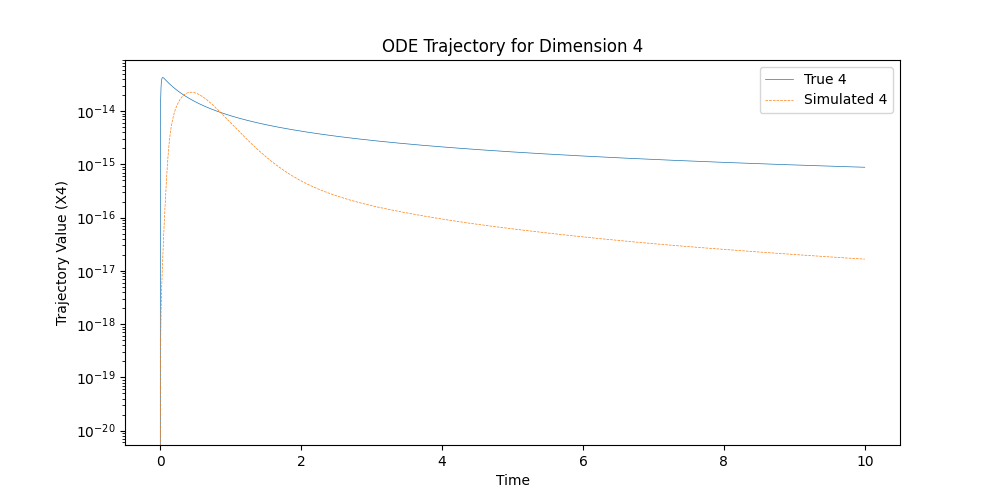 ODE Trajectory for Dimension 4
True 4
Simulated 4
Trajectory Value (X4)
10⁻¹⁴
10⁻¹⁵
10⁻¹⁶
10⁻¹⁷
10⁻¹⁸
10⁻¹⁹
10⁻²⁰
0 2 4 6 8 10
Time